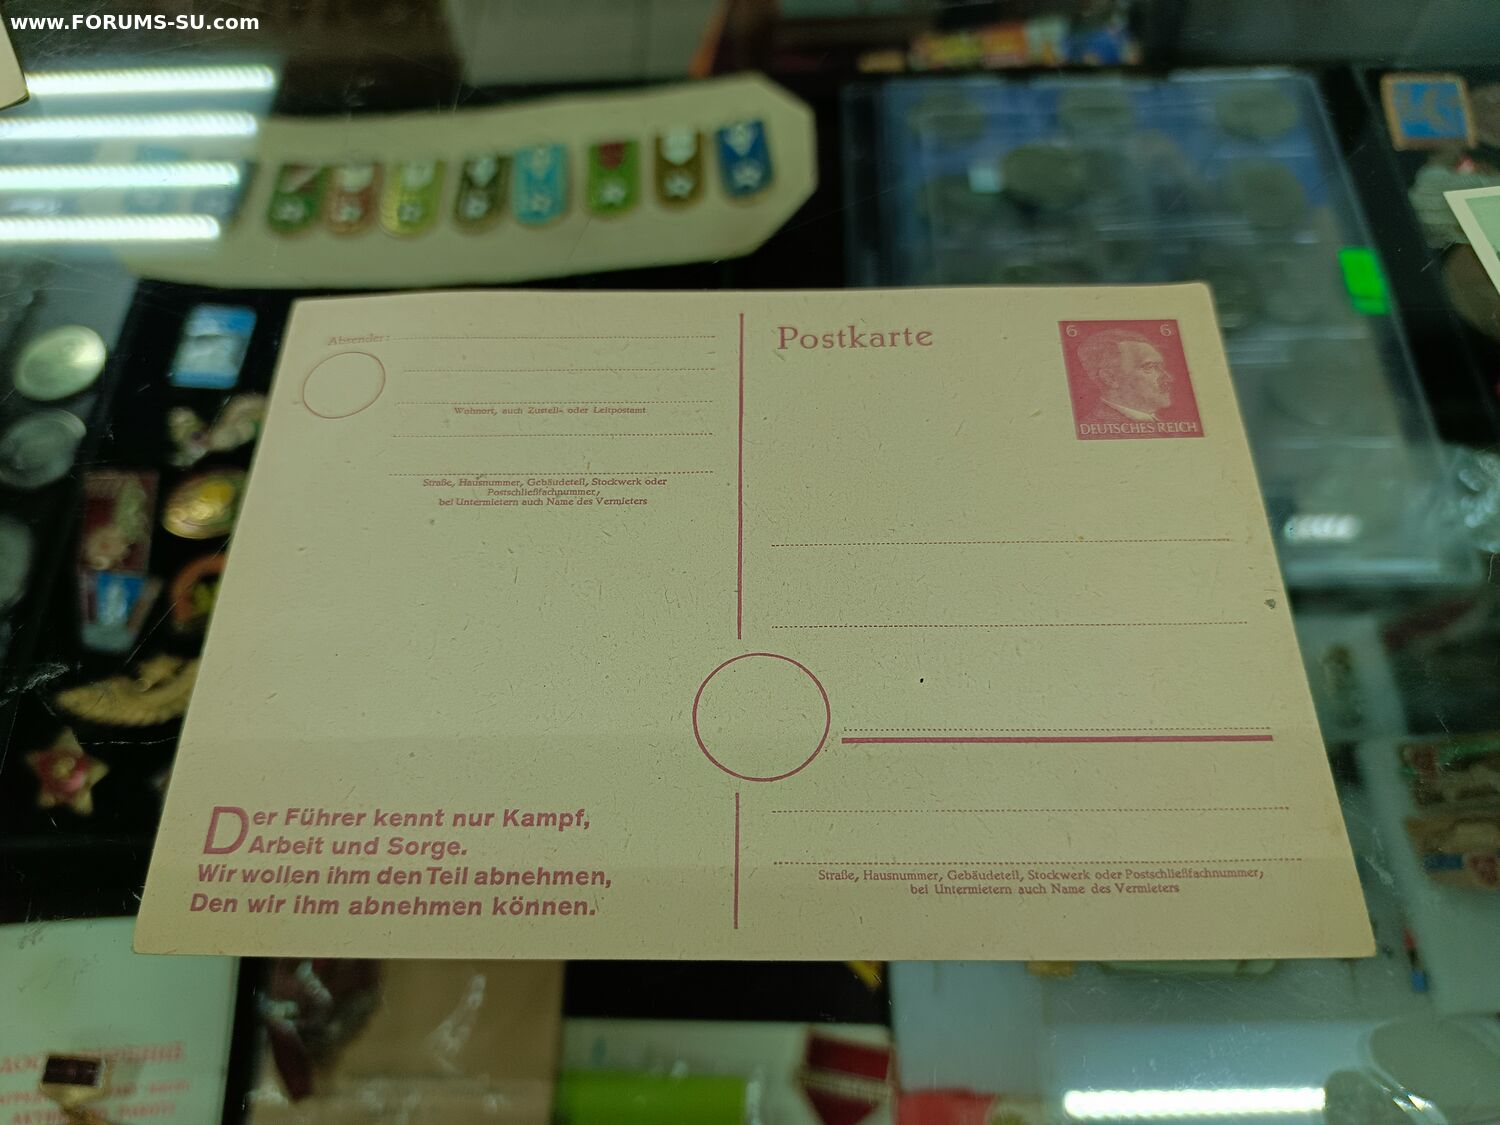 www.FORUMS-SU.com
Absender:
Wohnort, auch Zustell- oder Leitpostamt
Straße, Hausnummer, Gebäudeteil, Stockwerk oder
Postschließfachnummer,
bei Untermietern auch Name des Vermieters
Postkarte
6 6
DEUTSCHES REICH
Der Führer kennt nur Kampf,
Arbeit und Sorge.
Wir wollen ihm den Teil abnehmen,
Den wir ihm abnehmen können.
Straße, Hausnummer, Gebäudeteil, Stockwerk oder Postschließfachnummer,
bei Untermietern auch Name des Vermieters